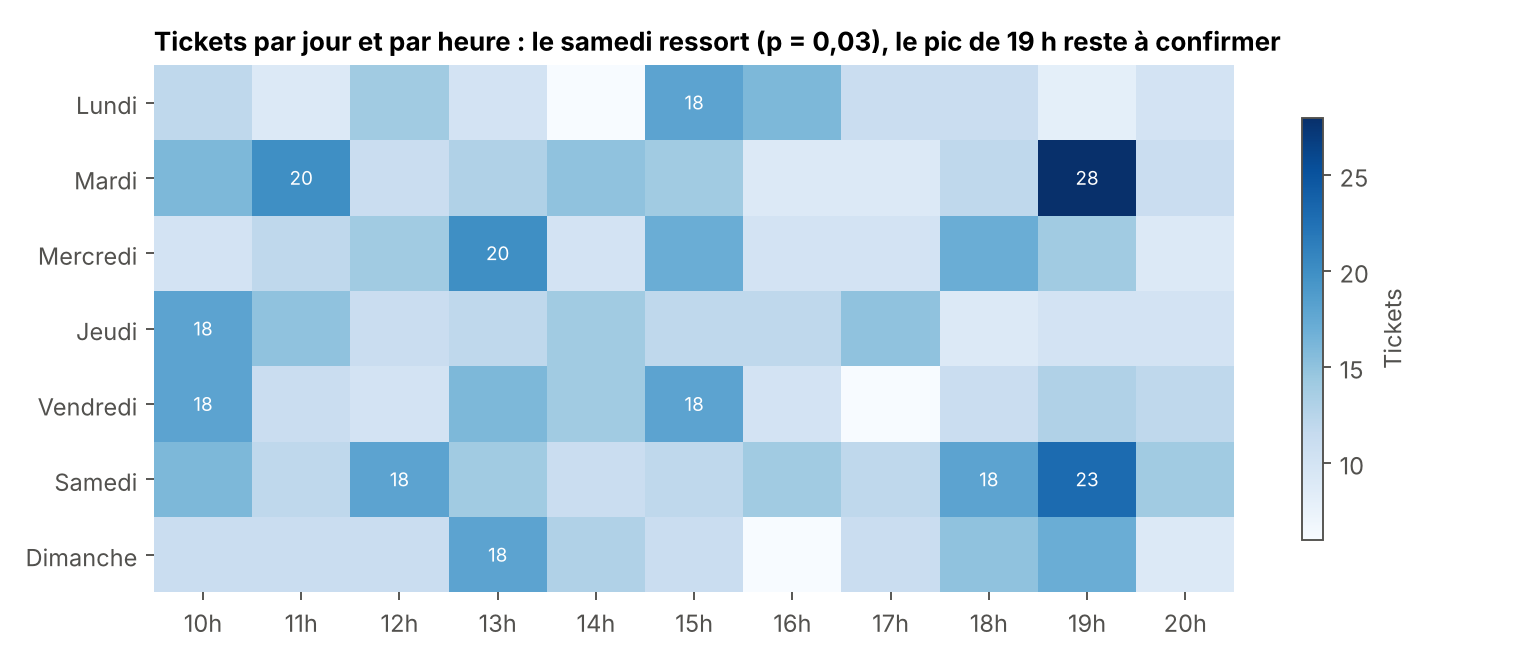 Tickets par jour et par heure : le samedi ressort (p = 0,03), le pic de 19 h reste à confirmer
Lundi 18
Mardi 20 28
Mercredi 20
Jeudi 18
Vendredi 18 18
Samedi 18 18 23
Dimanche 18
10h 11h 12h 13h 14h 15h 16h 17h 18h 19h 20h
25
20
15
10
Tickets